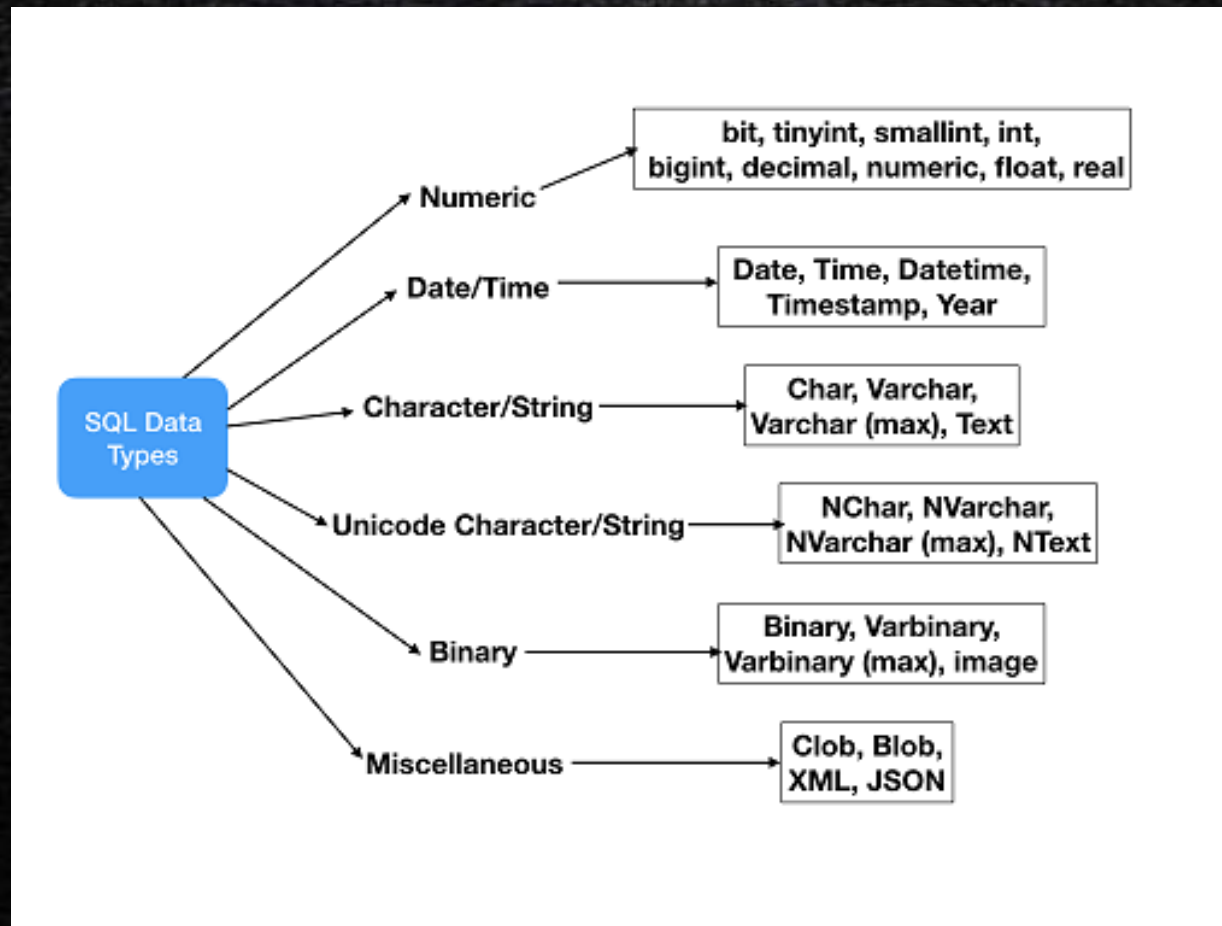 bit, tinyint, smallint, int,
bigint, decimal, numeric, float, real
Numeric
Date/Time
Date, Time, Datetime,
Timestamp, Year
SQL Data
Types
Character/String
Char, Varchar,
Varchar (max), Text
Unicode Character/String
NChar, NVarchar,
NVarchar (max), NText
Binary
Binary, Varbinary,
Varbinary (max), image
Miscellaneous
Clob, Blob,
XML, JSON